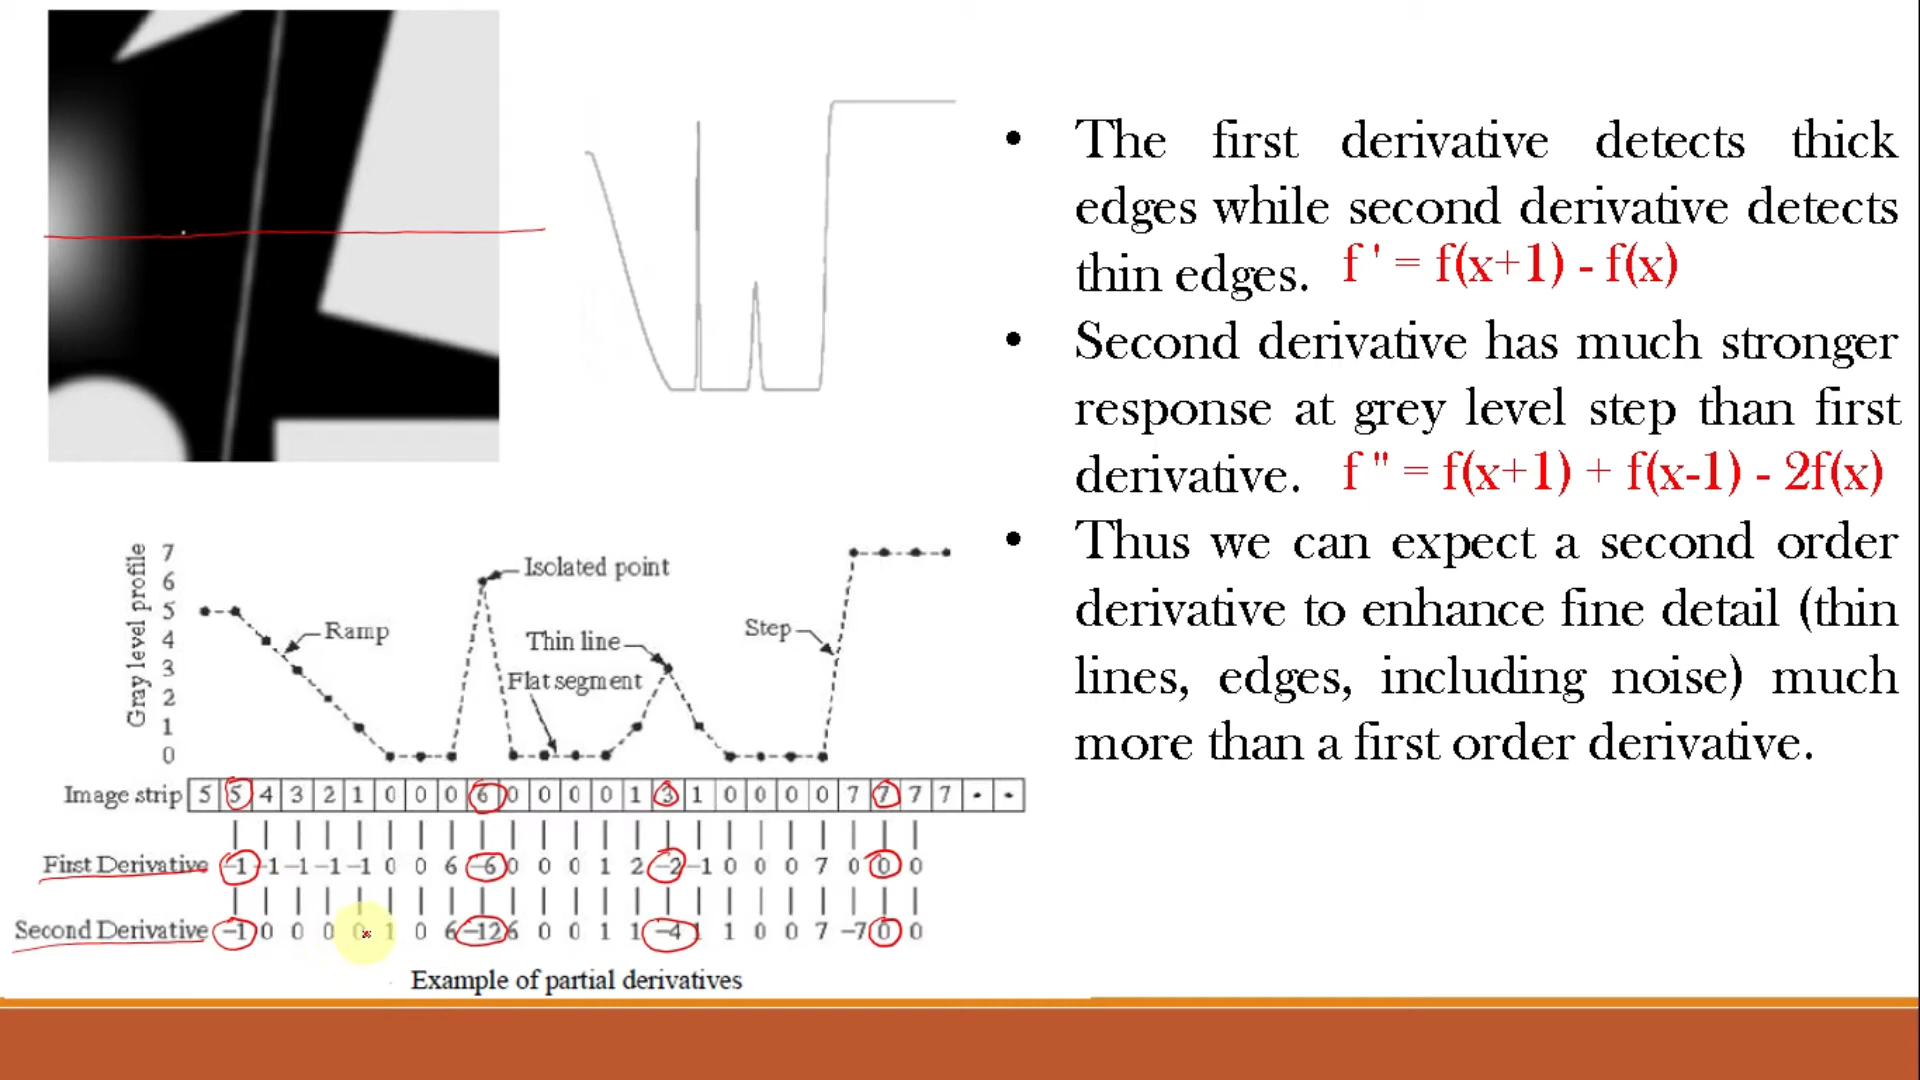 • The first derivative detects thick
edges while second derivative detects
thin edges. f ' = f(x+1) - f(x)
• Second derivative has much stronger
response at grey level step than first
derivative. f " = f(x+1) + f(x-1) - 2f(x)
• Thus we can expect a second order
derivative to enhance fine detail (thin
lines, edges, including noise) much
more than a first order derivative.
Gray level profile
7
6
5
4
3
2
1
0
Ramp
Isolated point
Thin line
Flat segment
Step
Image strip 5 5 4 3 2 1 0 0 0 6 0 0 0 0 1 3 1 0 0 0 0 7 7 7 7 • •
First Derivative −1 −1 −1 −1 −1 0 0 6 −6 0 0 0 1 2 −2 −1 0 0 0 7 0 0 0
Second Derivative −1 0 0 0 0 1 0 6 −12 6 0 0 1 1 −4 1 1 0 0 7 −7 0 0
Example of partial derivatives